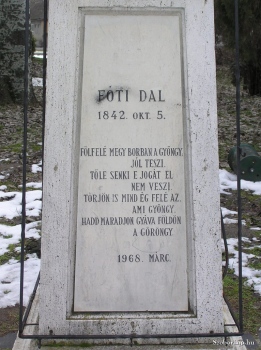 FÓTI DAL
1842. OKT. 5.
FÖLFELÉ MEGY BORBAN A GYÖNGY.
JÓL TESZI.
TŐLE SENKI E JOGÁT EL
NEM VESZI.
TÖRJÖN IS MIND ÉG FELÉ AZ,
AMI GYÖNGY.
HADD MARADJON GYÁVA FÖLDÖN
A GÖRÖNGY.
1968. MÁRC.